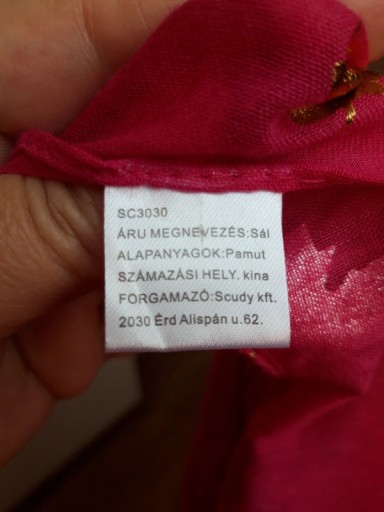 SC3030
ÁRU MEGNEVEZÉS:Sál
ALAPANYAGOK:Pamut
SZÁMAZÁSI HELY. kina
FORGAMAZÓ:Scudy kft.
2030 Érd Alispán u.62.